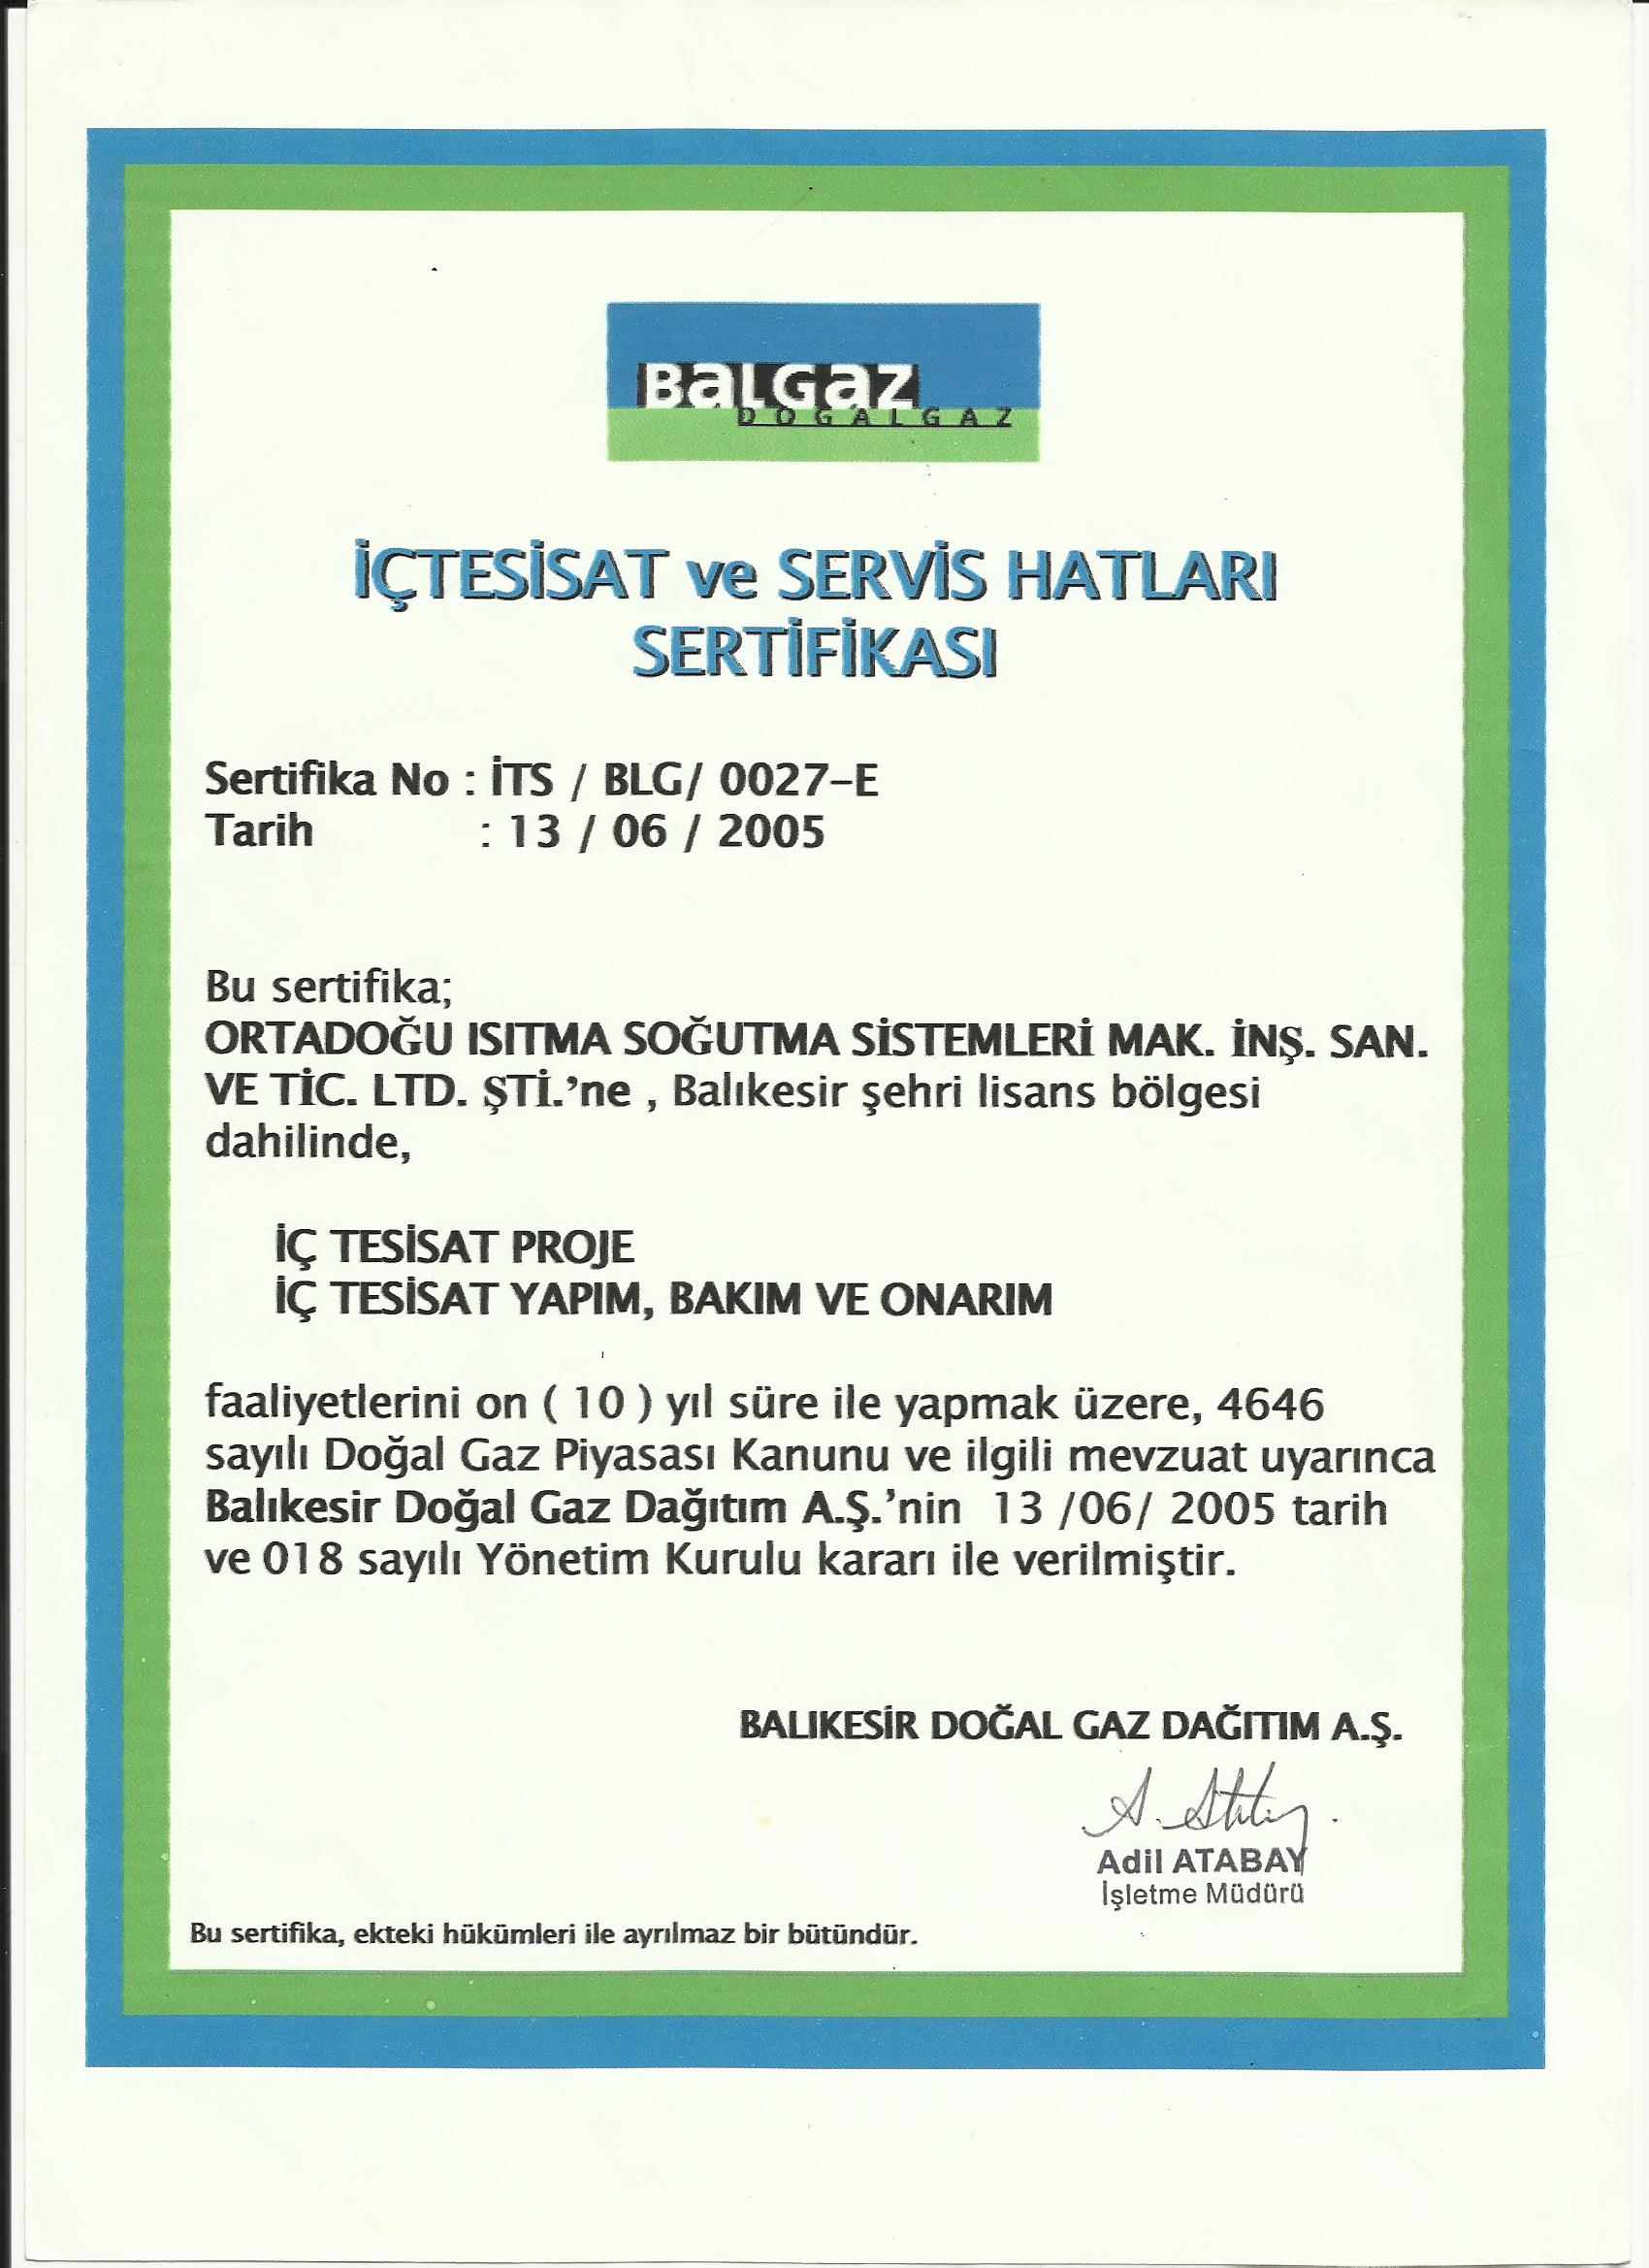 BaLGaz
DOĞALGAZ
İÇTESİSAT ve SERVİS HATLARI
SERTİFİKASI
Sertifika No : İTS / BLG/ 0027-E
Tarih : 13 / 06 / 2005
Bu sertifika;
ORTADOĞU ISITMA SOĞUTMA SİSTEMLERİ MAK. İNŞ. SAN.
VE TİC. LTD. ŞTİ.’ne , Balıkesir şehri lisans bölgesi
dahilinde,
İÇ TESİSAT PROJE
İÇ TESİSAT YAPIM, BAKIM VE ONARIM
faaliyetlerini on ( 10 ) yıl süre ile yapmak üzere, 4646
sayılı Doğal Gaz Piyasası Kanunu ve ilgili mevzuat uyarınca
Balıkesir Doğal Gaz Dağıtım A.Ş.’nin 13 /06/ 2005 tarih
ve 018 sayılı Yönetim Kurulu kararı ile verilmiştir.
BALIKESİR DOĞAL GAZ DAĞITIM A.Ş.
Adil ATABAY
İşletme Müdürü
Bu sertifika, ekteki hükümleri ile ayrılmaz bir bütündür.